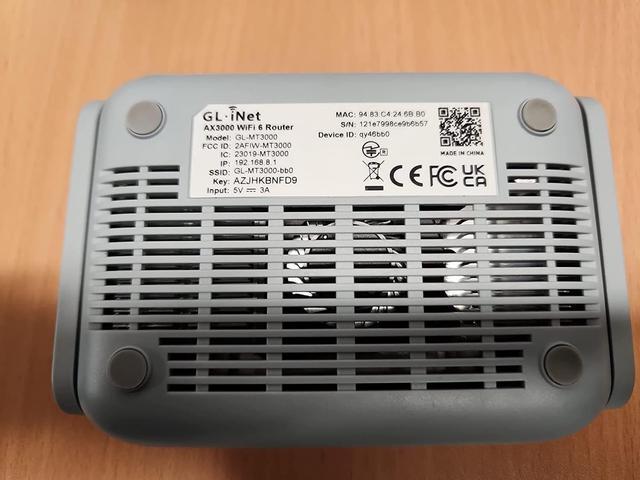 GL·iNet
AX3000 WiFi 6 Router
Model: GL-MT3000
FCC ID: 2AFIW-MT3000
IC: 23019-MT3000
IP: 192.168.8.1
SSID: GL-MT3000-bb0
Key: AZJHKBNFD9
Input: 5V ⎓ 3A
MAC: 94:83:C4:24:6B:B0
S/N: 121e7998ce9b6b57
Device ID: qy46bb0
MADE IN CHINA
CE FC UK CA